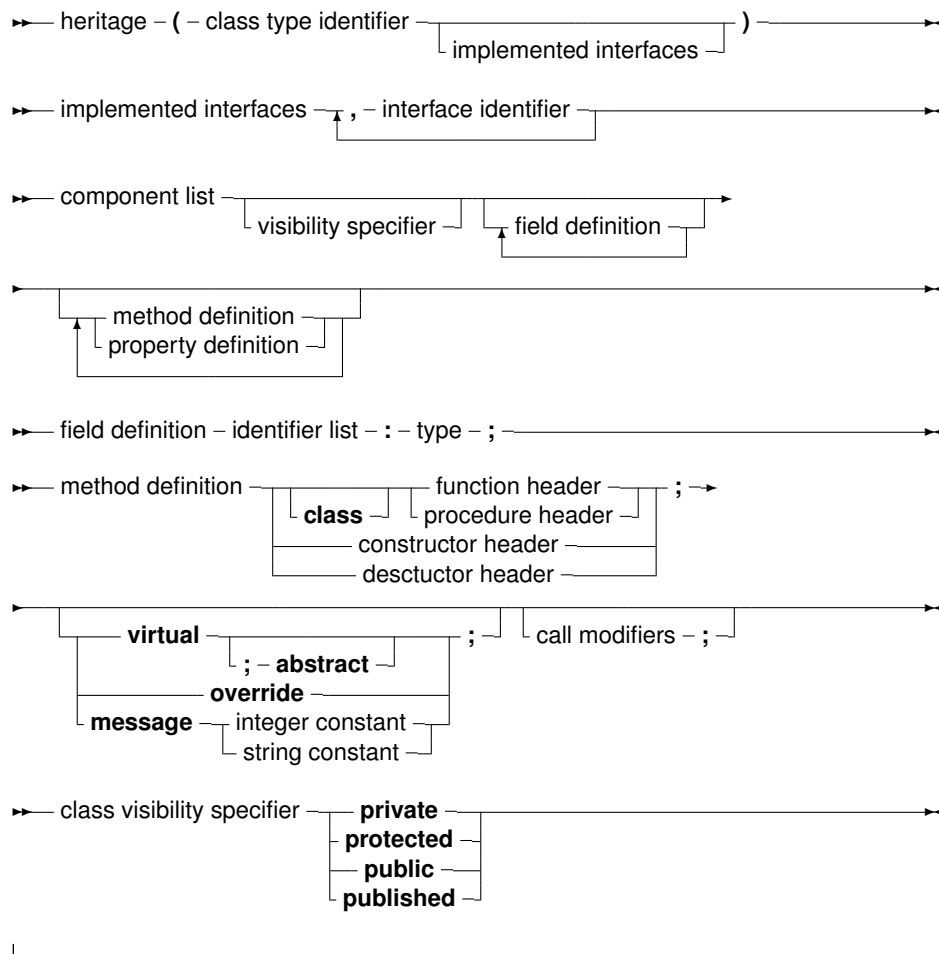 heritage ( class type identifier )
implemented interfaces
implemented interfaces , interface identifier
component list
visibility specifier field definition
method definition
property definition
field definition identifier list : type ;
method definition function header ;
class procedure header
constructor header
desctuctor header
virtual ; call modifiers ;
; abstract
override
message integer constant
string constant
class visibility specifier private
protected
public
published